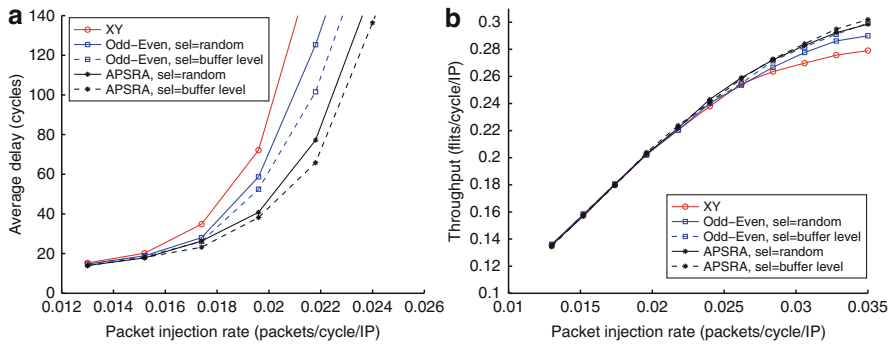 a
140
120
100
80
60
40
20
0
Average delay (cycles)
XY
Odd−Even, sel=random
Odd−Even, sel=buffer level
APSRA, sel=random
APSRA, sel=buffer level
0.012 0.014 0.016 0.018 0.02 0.022 0.024 0.026
Packet injection rate (packets/cycle/IP)
b
0.3
0.28
0.26
0.24
0.22
0.2
0.18
0.16
0.14
0.12
0.1
Throughput (flits/cycle/IP)
XY
Odd−Even, sel=random
Odd−Even, sel=buffer level
APSRA, sel=random
APSRA, sel=buffer level
0.01 0.015 0.02 0.025 0.03 0.035
Packet injection rate (packets/cycle/IP)